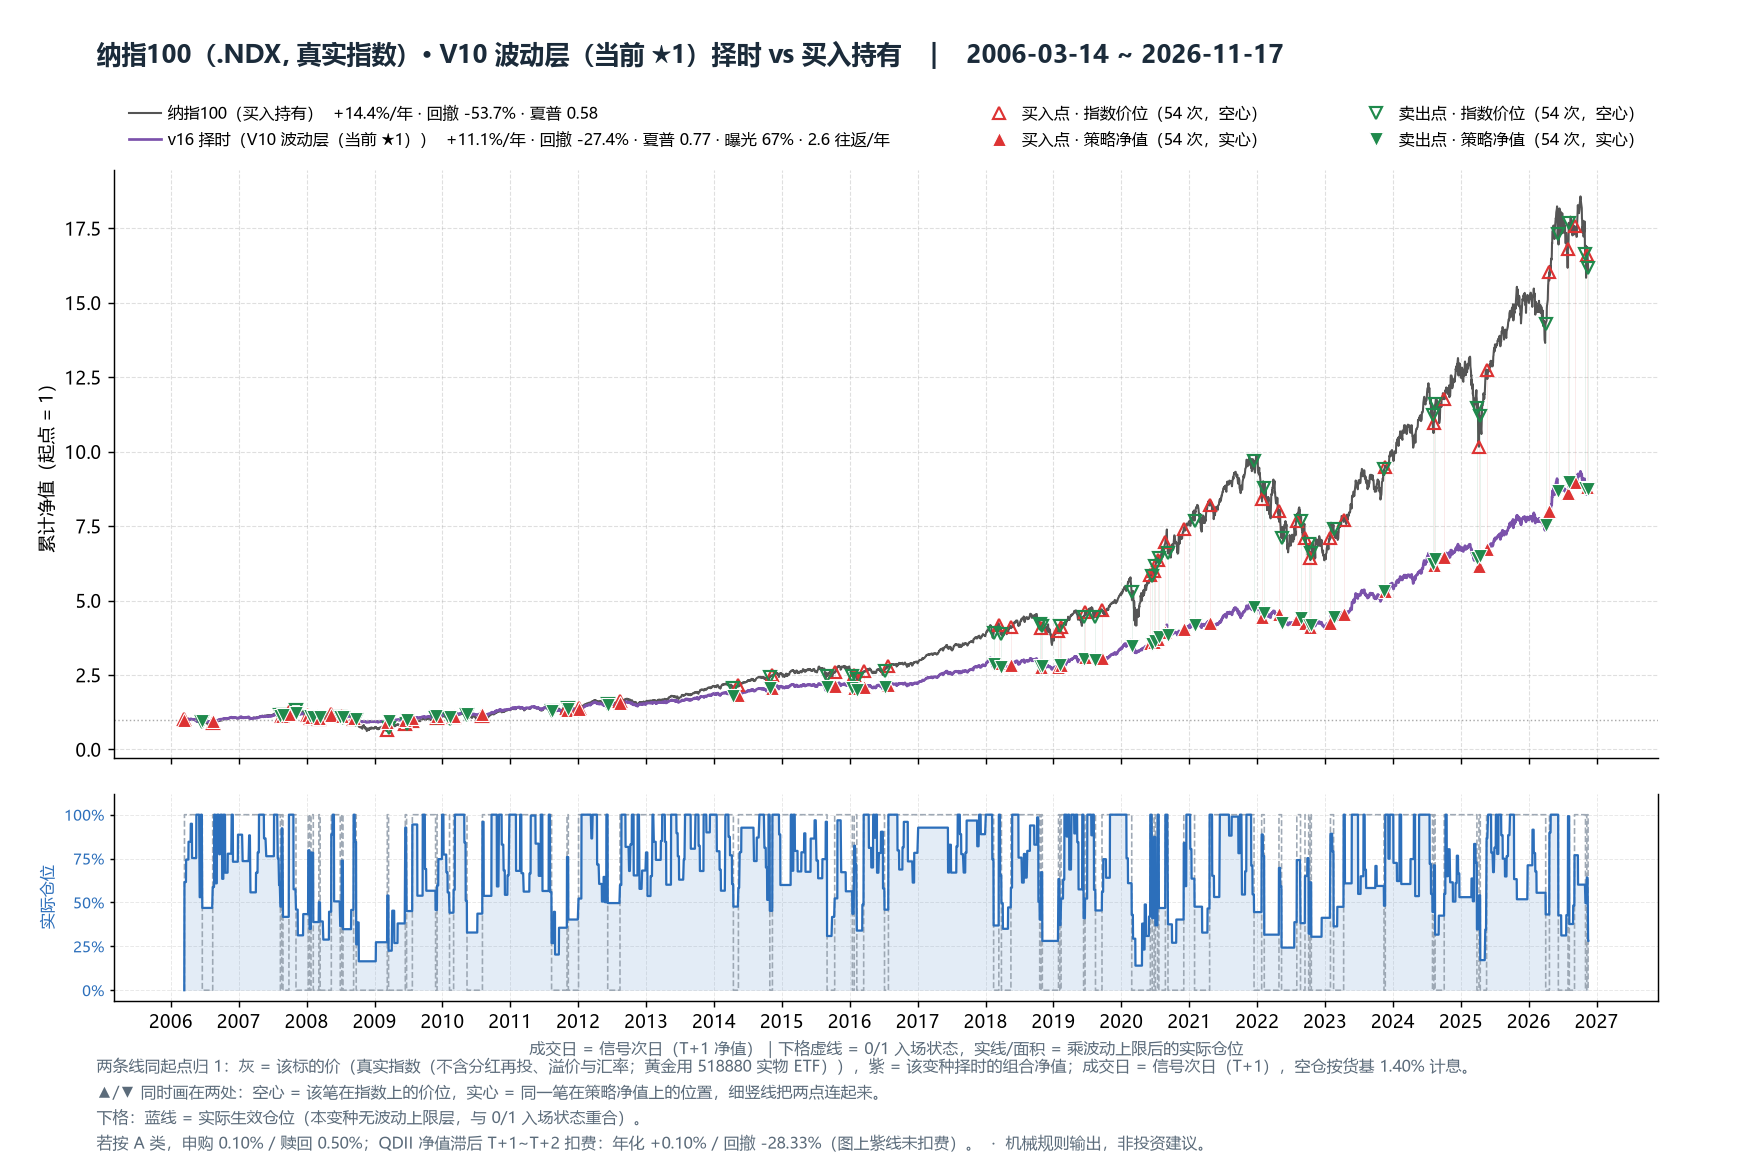 纳指100（.NDX, 真实指数）• V10 波动层（当前 ★1）择时 vs 买入持有 | 2006-03-14 ~ 2026-11-17
纳指100（买入持有） +14.4%/年 · 回撤 -53.7% · 夏普 0.58
v16 择时（V10 波动层（当前 ★1）） +11.1%/年 · 回撤 -27.4% · 夏普 0.77 · 曝光 67% · 2.6 往返/年
买入点 · 指数价位（54 次，空心）
买入点 · 策略净值（54 次，实心）
卖出点 · 指数价位（54 次，空心）
卖出点 · 策略净值（54 次，实心）
累计净值（起点 = 1）
17.5
15.0
12.5
10.0
7.5
5.0
2.5
0.0
实际仓位
100%
75%
50%
25%
0%
2006 2007 2008 2009 2010 2011 2012 2013 2014 2015 2016 2017 2018 2019 2020 2021 2022 2023 2024 2025 2026 2027
成交日 = 信号次日（T+1 净值）｜下格虚线 = 0/1 入场状态，实线/面积 = 乘波动上限后的实际仓位
两条线同起点归 1：灰 = 该标的价（真实指数（不含分红再投、溢价与汇率；黄金用 518880 实物 ETF）），紫 = 该变种择时的组合净值；成交日 = 信号次日（T+1），空仓按货基 1.40% 计息。
▲/▼ 同时画在两处：空心 = 该笔在指数上的价位，实心 = 同一笔在策略净值上的位置，细竖线把两点连起来。
下格：蓝线 = 实际生效仓位（本变种无波动上限层，与 0/1 入场状态重合）。
若按 A 类，申购 0.10% / 赎回 0.50%；QDII 净值滞后 T+1~T+2 扣费：年化 +0.10% / 回撤 -28.33%（图上紫线未扣费）。 · 机械规则输出，非投资建议。